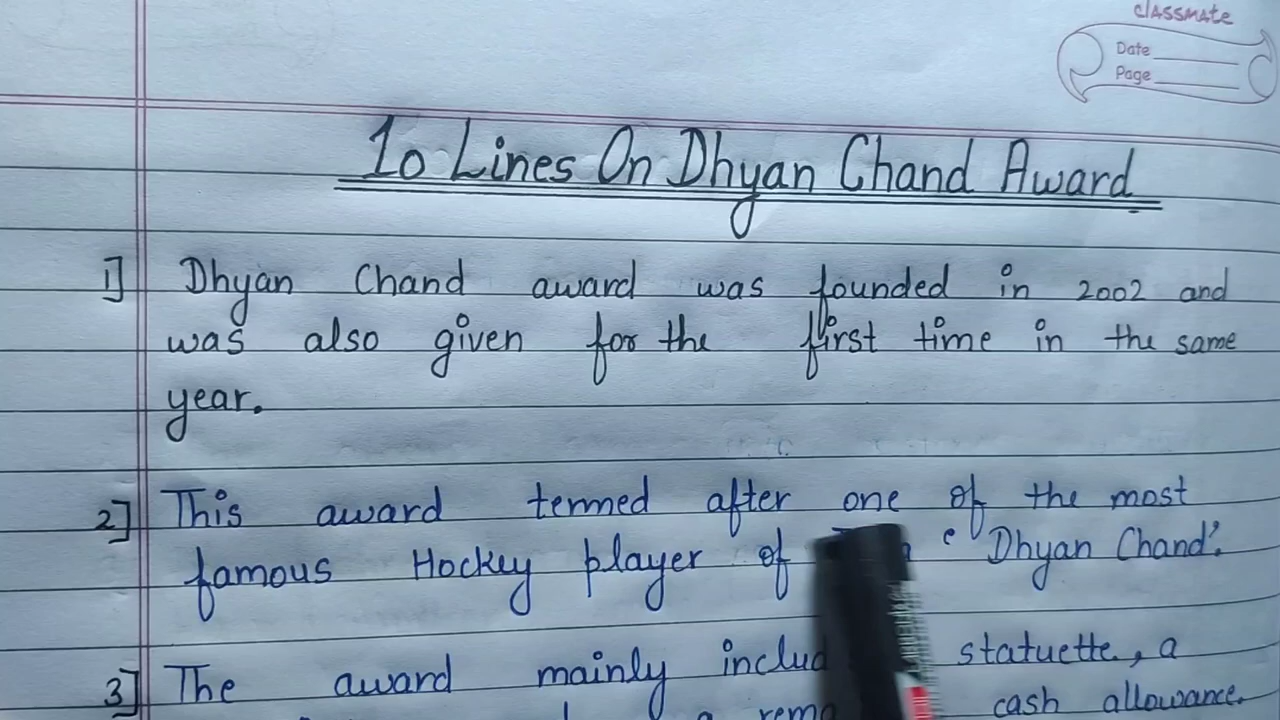 classmate
Date
Page
10 Lines On Dhyan Chand Award
1] Dhyan Chand award was founded in 2002 and
was also given for the first time in the same
year.
2] This award termed after one of the most
famous Hockey player of 'Dhyan Chand'.
3] The award mainly statuette, a
a cash allowance.